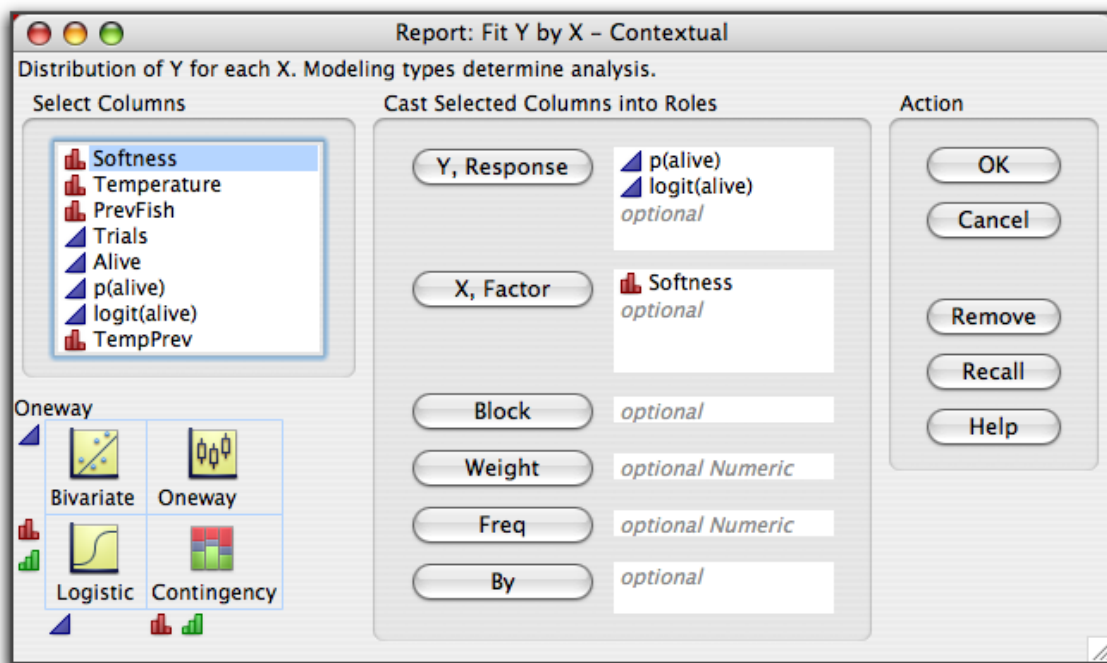 Report: Fit Y by X – Contextual
Distribution of Y for each X. Modeling types determine analysis.
Select Columns
Softness
Temperature
PrevFish
Trials
Alive
p(alive)
logit(alive)
TempPrev
Oneway
Bivariate
Oneway
Logistic
Contingency
Cast Selected Columns into Roles
Y, Response
p(alive)
logit(alive)
optional
X, Factor
Softness
optional
Block
optional
Weight
optional Numeric
Freq
optional Numeric
By
optional
Action
OK
Cancel
Remove
Recall
Help